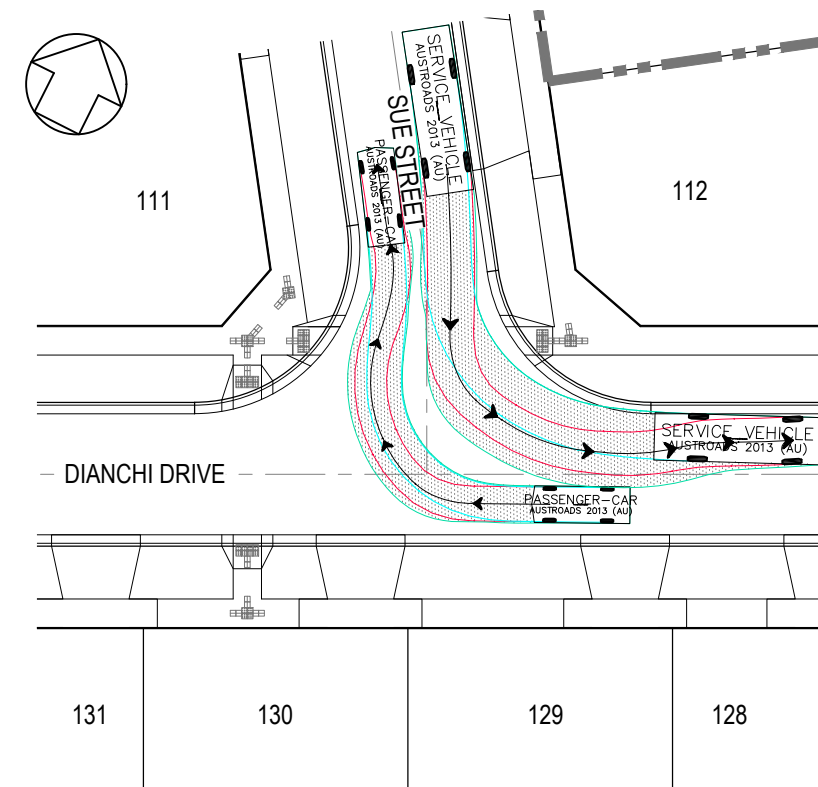 111
112
SUE STREET
SERVICE VEHICLE
AUSTROADS 2013 (AU)
PASSENGER-CAR
AUSTROADS 2013 (AU)
SERVICE VEHICLE
AUSTROADS 2013 (AU)
DIANCHI DRIVE
PASSENGER-CAR
AUSTROADS 2013 (AU)
131
130
129
128